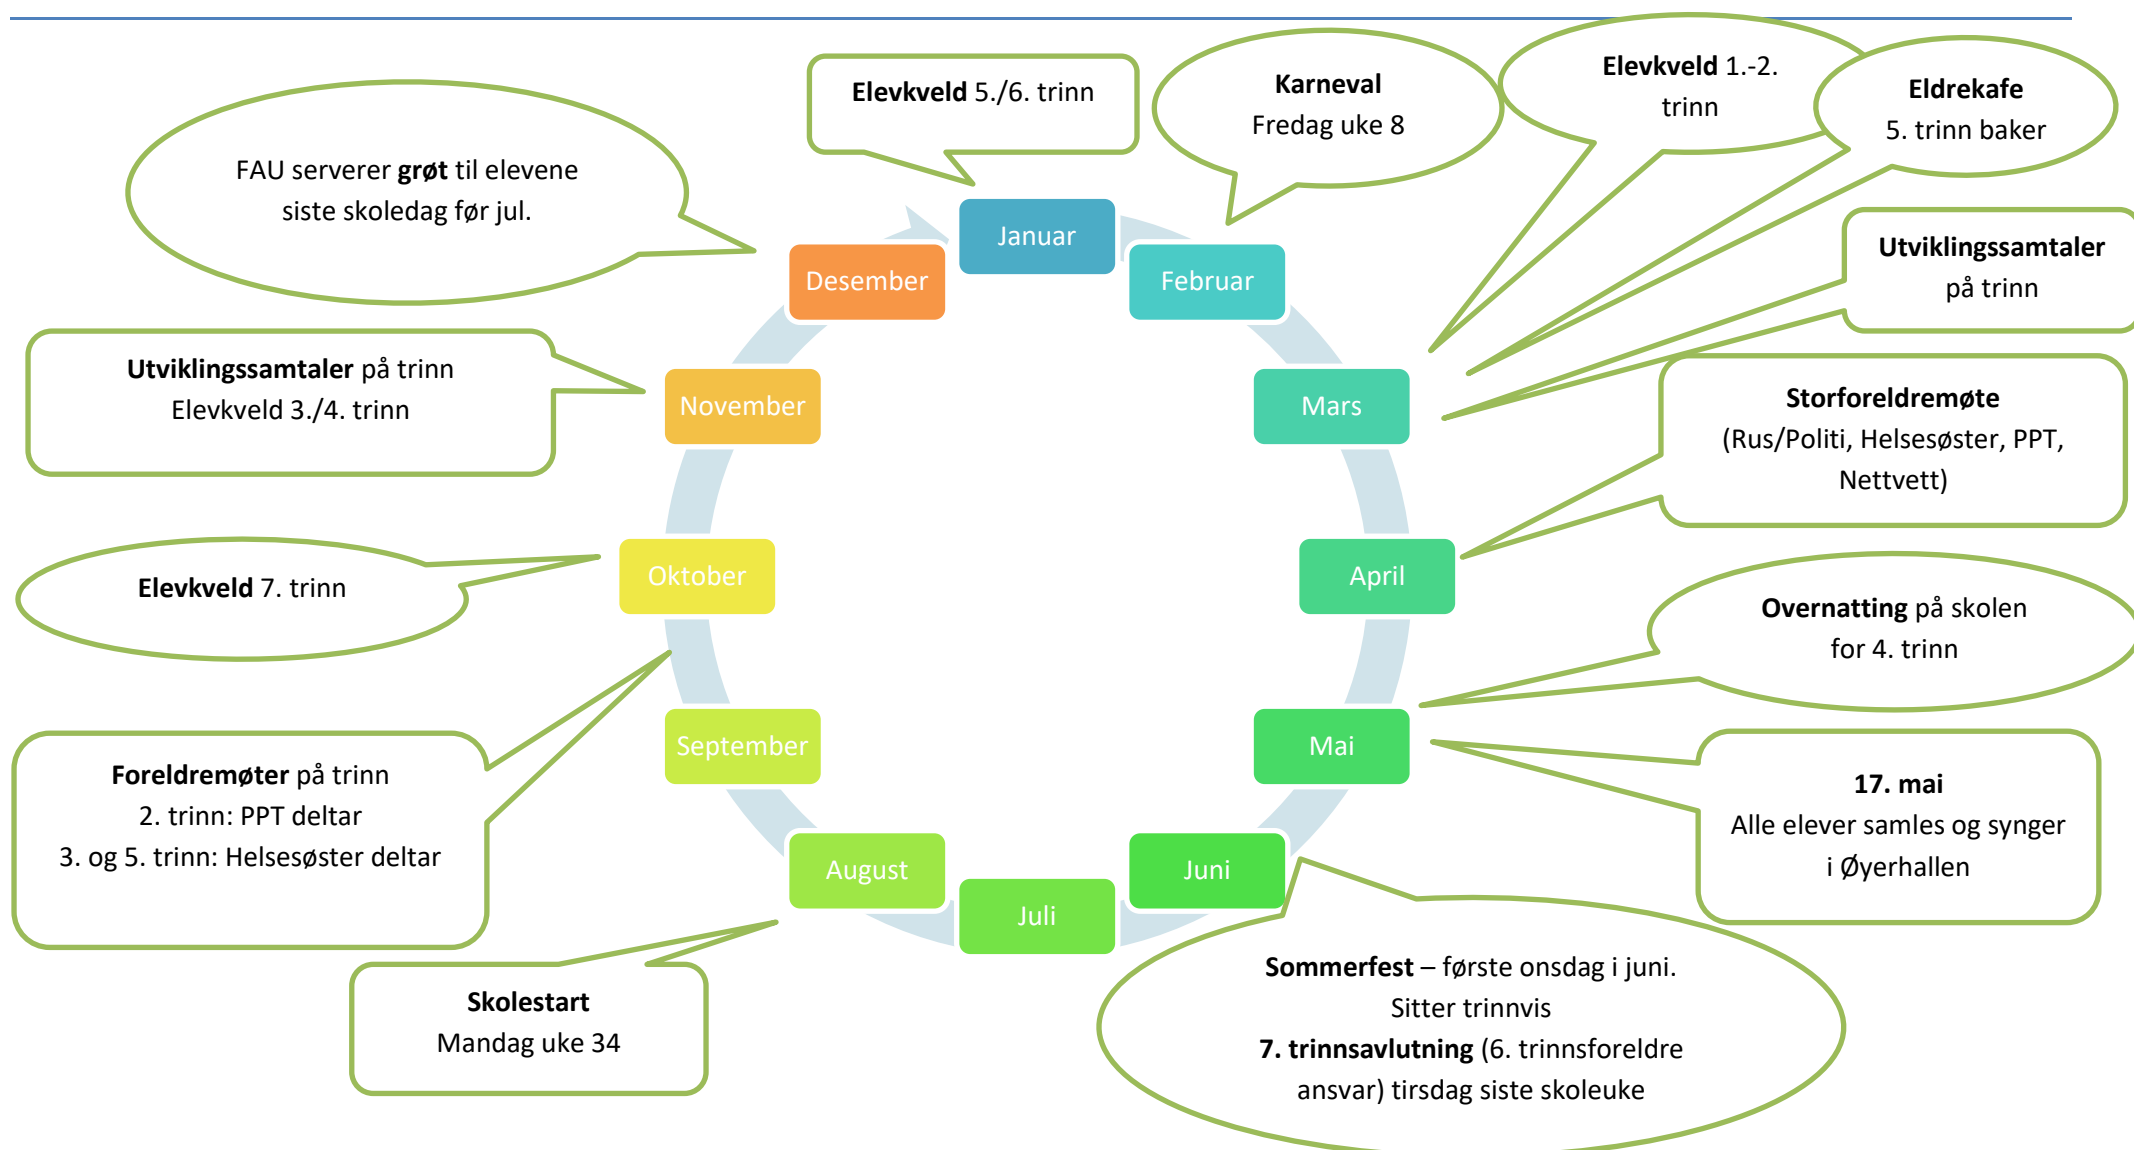 Elevkveld 5./6. trinn
Karneval
Fredag uke 8
Elevkveld 1.-2.
trinn
Eldrekafe
5. trinn baker
FAU serverer grøt til elevene
siste skoledag før jul.
Utviklingssamtaler
på trinn
Januar
Februar
Desember
Utviklingssamtaler på trinn
Elevkveld 3./4. trinn
November
Mars
Storforeldremøte
(Rus/Politi, Helsesøster, PPT,
Nettvett)
Elevkveld 7. trinn
Oktober
April
Overnatting på skolen
for 4. trinn
September
Mai
Foreldremøter på trinn
2. trinn: PPT deltar
3. og 5. trinn: Helsesøster deltar
17. mai
Alle elever samles og synger
i Øyerhallen
August
Juni
Juli
Skolestart
Mandag uke 34
Sommerfest – første onsdag i juni.
Sitter trinnvis
7. trinnsavlutning (6. trinnsforeldre
ansvar) tirsdag siste skoleuke